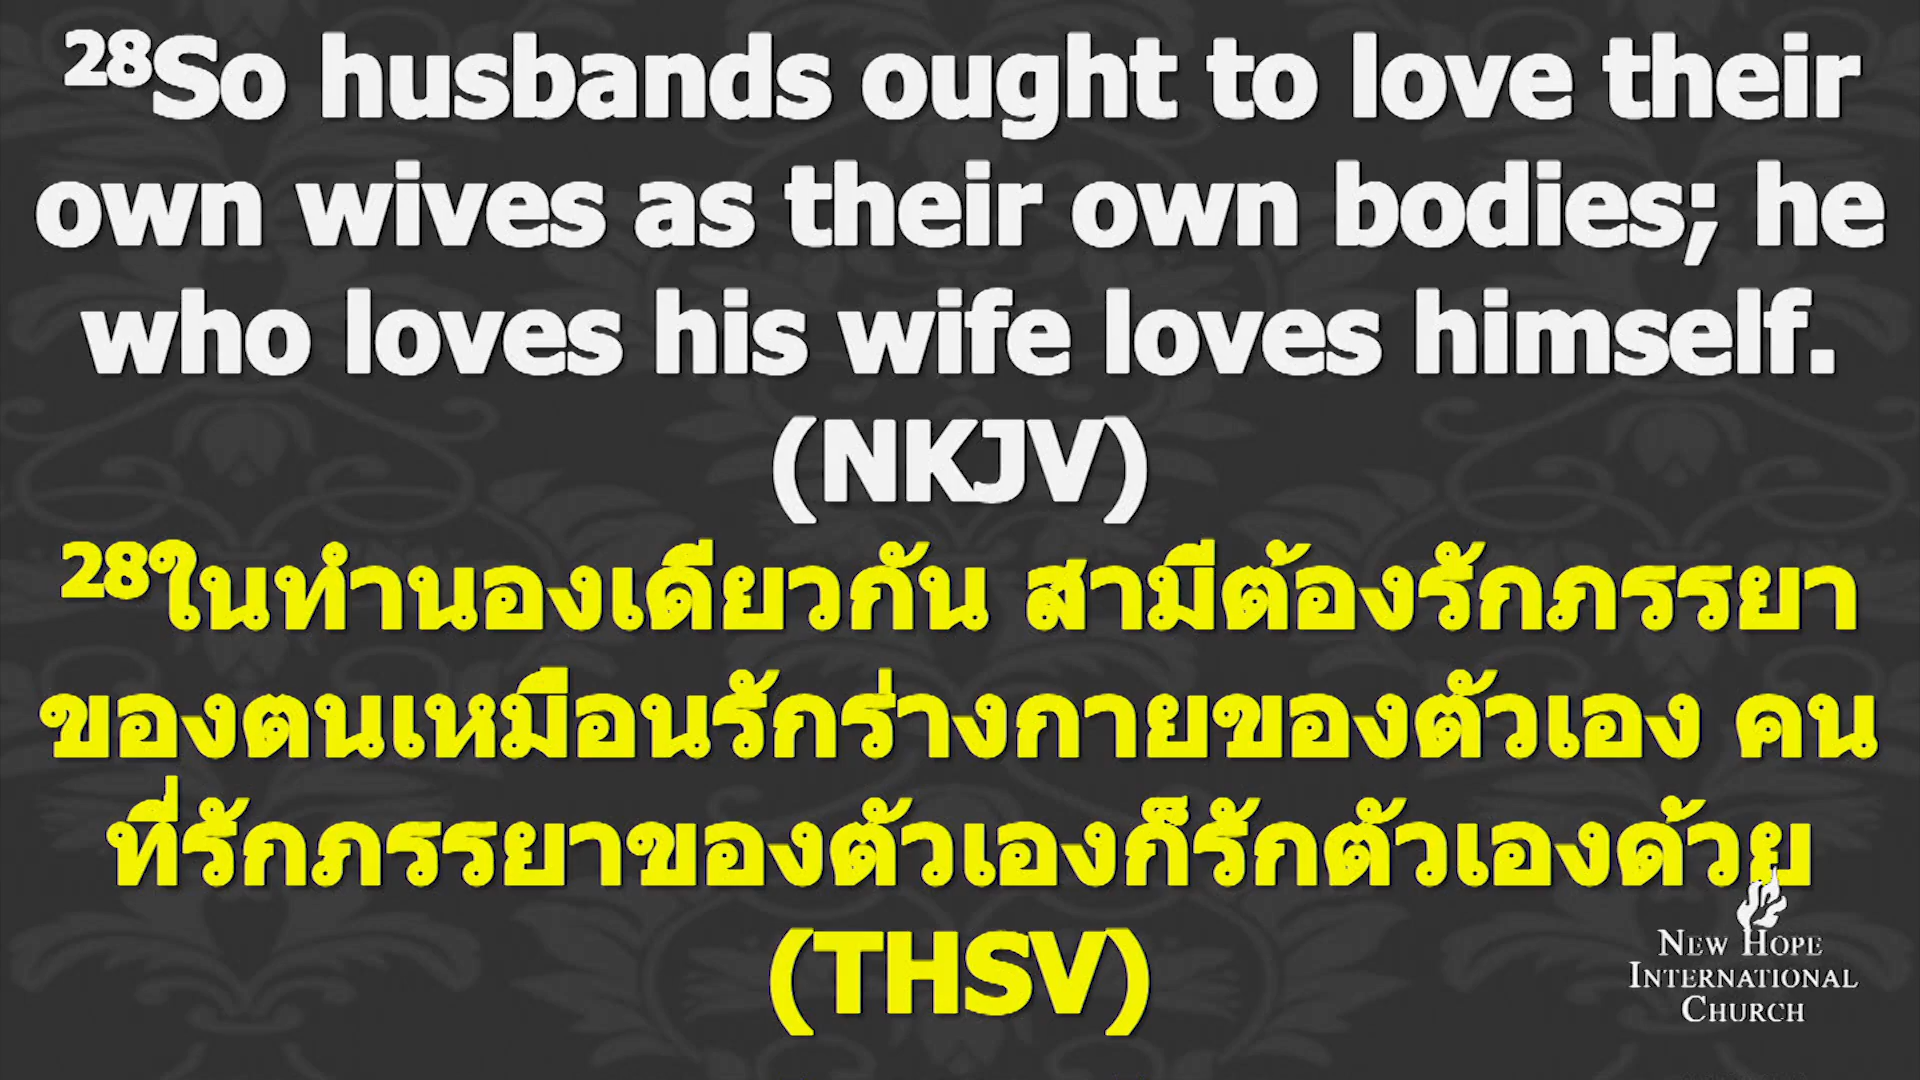 28So husbands ought to love their
own wives as their own bodies; he
who loves his wife loves himself.
(NKJV)
28ในทำนองเดียวกัน สามีต้องรักภรรยา
ของตนเหมือนรักร่างกายของตัวเอง คน
ที่รักภรรยาของตัวเองก็รักตัวเองด้วย
(THSV)
NEW HOPE
INTERNATIONAL
CHURCH